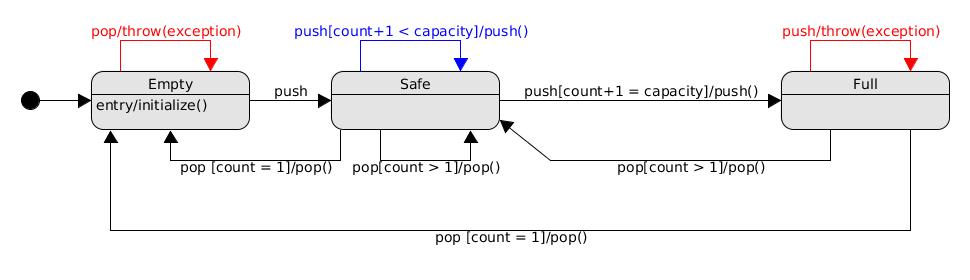 pop/throw(exception)
push[count+1 < capacity]/push()
push/throw(exception)
Empty
Safe
Full
entry/initialize()
push
push[count+1 = capacity]/push()
pop [count = 1]/pop()
pop[count > 1]/pop()
pop[count > 1]/pop()
pop [count = 1]/pop()